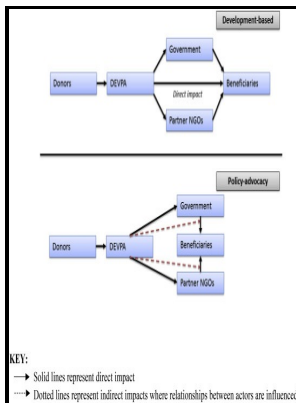 Development-based
Government
Donors
DEVPA
Beneficiaries
Direct impact
Partner NGOs
Policy-advocacy
Government
Donors
DEVPA
Beneficiaries
Partner NGOs
KEY:
Solid lines represent direct impact
Dotted lines represent indirect impacts where relationships between actors are influenced